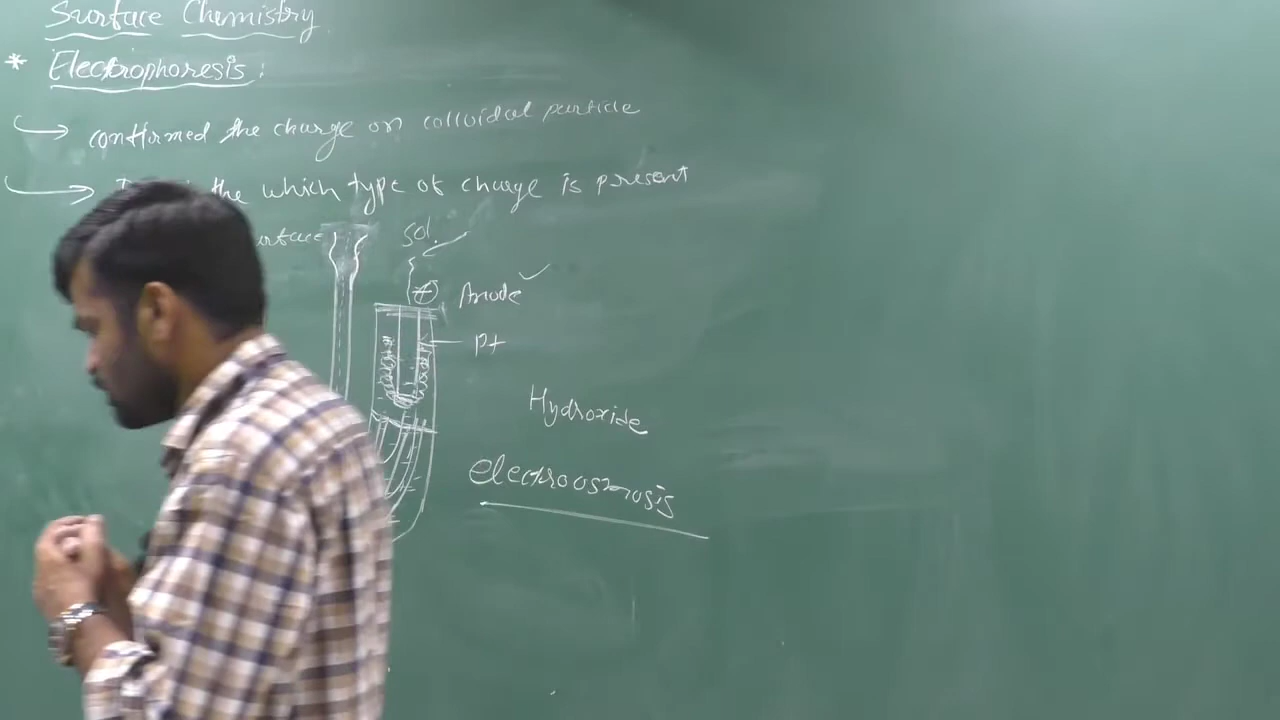 Surface Chemistry
* Electrophoresis:
confirmed the charge on colloidal particle
the which type of charge is present
Sol.
+ Anode
Pt
Hydroxide
electroosmosis